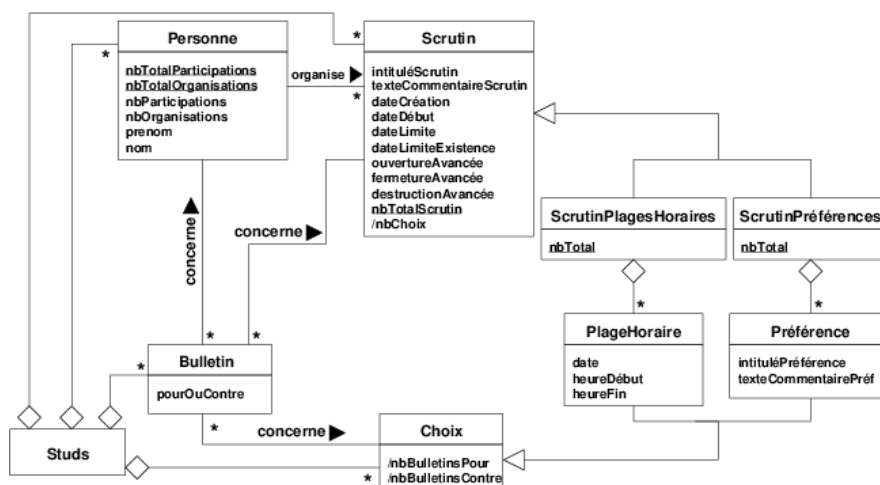 Personne
nbTotalParticipations
nbTotalOrganisations
nbParticipations
nbOrganisations
prenom
nom
*
organise ▶
*
*
Scrutin
intituléScrutin
texteCommentaireScrutin
dateCréation
dateDébut
dateLimite
dateLimiteExistence
ouvertureAvancée
fermetureAvancée
destructionAvancée
nbTotalScrutin
/nbChoix
concerne ▶
concerne ▶
ScrutinPlagesHoraires
nbTotal
ScrutinPréférences
nbTotal
*
*
PlageHoraire
date
heureDébut
heureFin
Préférence
intituléPréférence
texteCommentairePréf
*
*
*
Bulletin
pourOuContre
*
concerne ▶
Choix
/nbBulletinsPour
/nbBulletinsContre
*
Studs